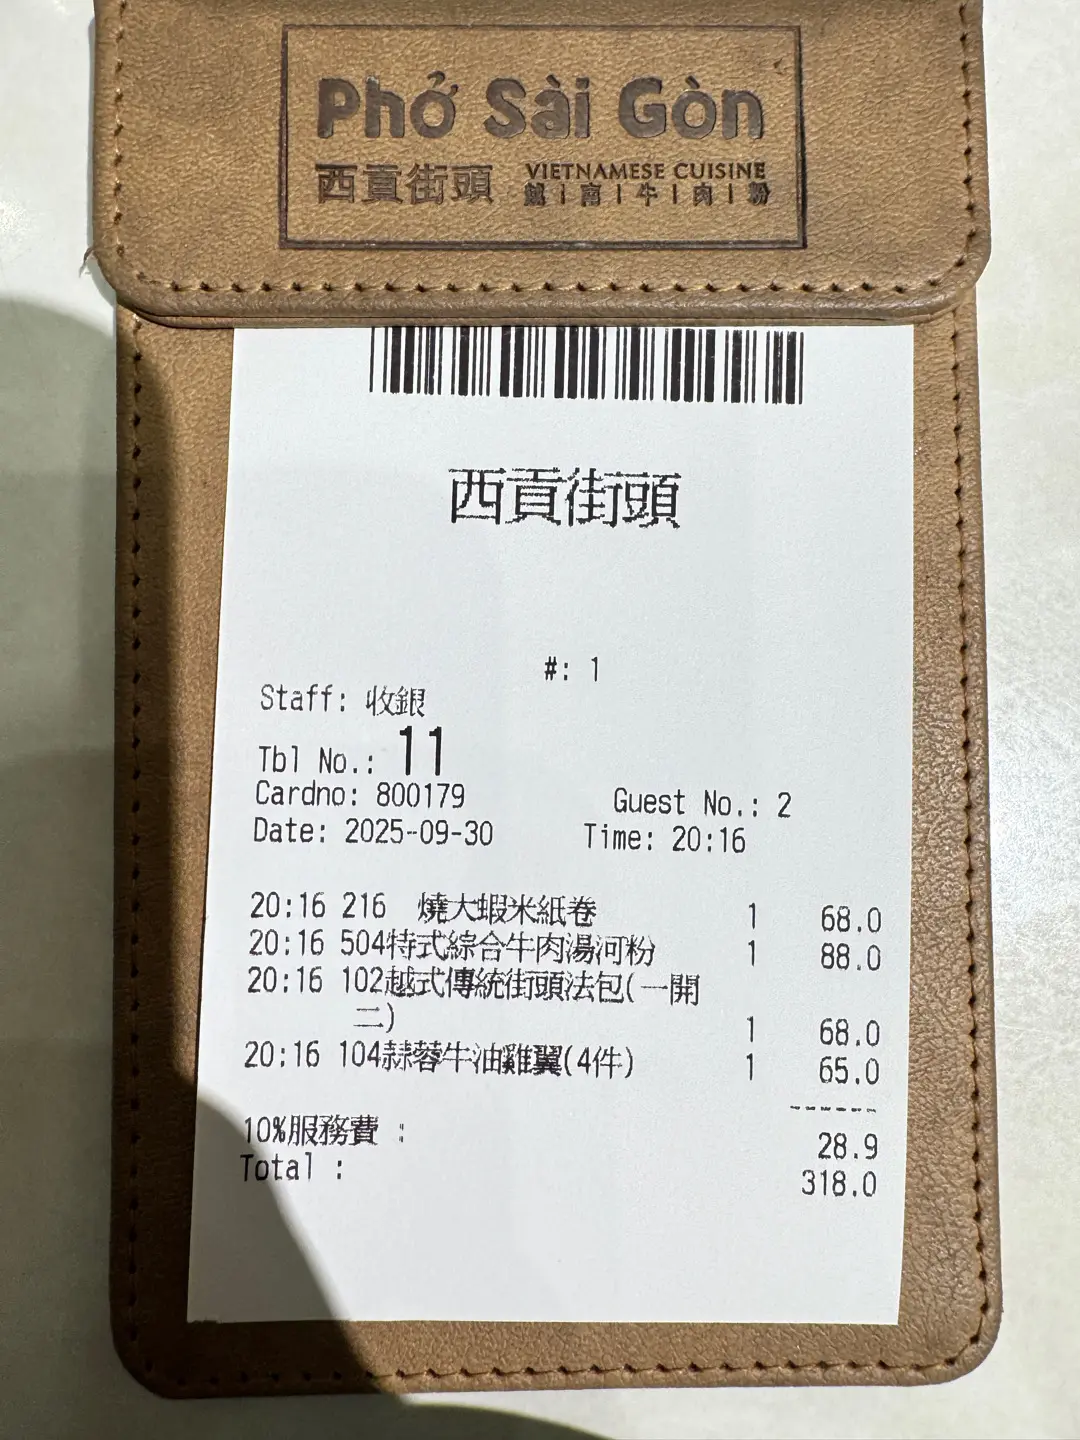 Phở Sài Gòn
西貢街頭 VIETNAMESE CUISINE
越|南|牛|肉|粉
西貢街頭
#: 1
Staff: 收銀
Tbl No.: 11
Cardno: 800179 Guest No.: 2
Date: 2025-09-30 Time: 20:16
20:16 216 燒大蝦米紙卷 1 68.0
20:16 504特式綜合牛肉湯河粉 1 88.0
20:16 102越式傳統街頭法包(一開
二) 1 68.0
20:16 104蒜蓉牛油雞翼(4件) 1 65.0
10%服務費 : 28.9
Total : 318.0